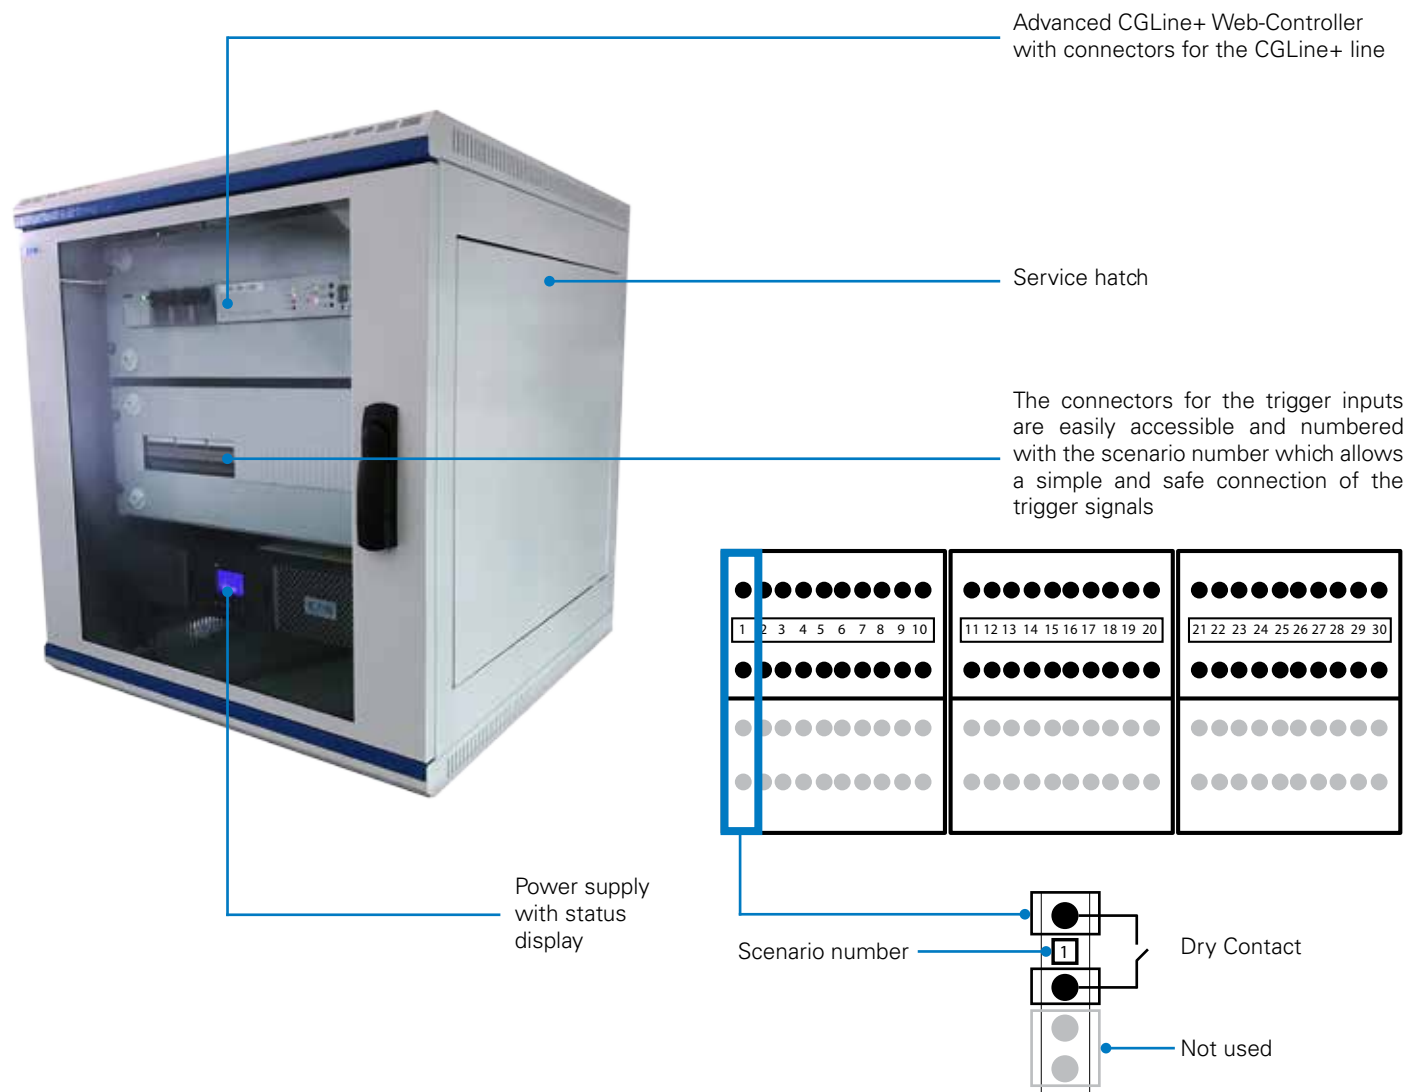 Advanced CGLine+ Web-Controller
with connectors for the CGLine+ line
Service hatch
The connectors for the trigger inputs
are easily accessible and numbered
with the scenario number which allows
a simple and safe connection of the
trigger signals
1 2 3 4 5 6 7 8 9 10
11 12 13 14 15 16 17 18 19 20
21 22 23 24 25 26 27 28 29 30
Power supply
with status
display
Scenario number
1
Dry Contact
Not used